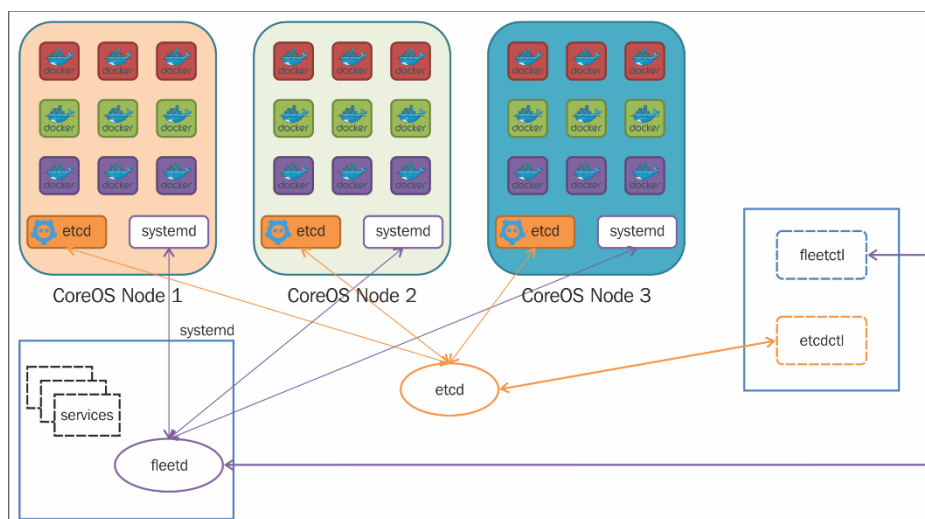 docker docker docker
docker docker docker
docker docker docker
etcd systemd
CoreOS Node 1
docker docker docker
docker docker docker
docker docker docker
etcd systemd
CoreOS Node 2
docker docker docker
docker docker docker
docker docker docker
etcd systemd
CoreOS Node 3
systemd
services
fleetd
etcd
fleetctl
etcdctl